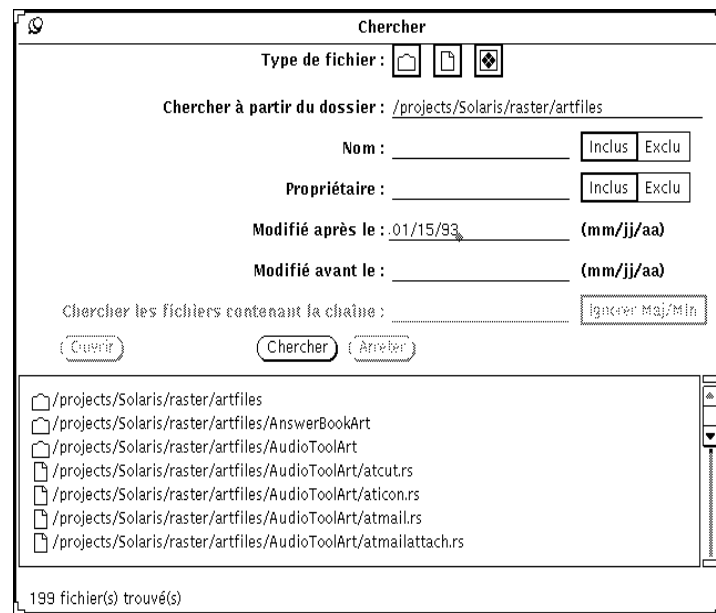 Chercher
Type de fichier :
Chercher à partir du dossier : /projects/Solaris/raster/artfiles
Nom : Inclus Exclu
Propriétaire : Inclus Exclu
Modifié après le : 01/15/93 (mm/jj/aa)
Modifié avant le : (mm/jj/aa)
Chercher les fichiers contenant la chaîne : Ignorer Maj/Min
Ouvrir Chercher Arreter
/projects/Solaris/raster/artfiles
/projects/Solaris/raster/artfiles/AnswerBookArt
/projects/Solaris/raster/artfiles/AudioToolArt
/projects/Solaris/raster/artfiles/AudioToolArt/atcut.rs
/projects/Solaris/raster/artfiles/AudioToolArt/aticon.rs
/projects/Solaris/raster/artfiles/AudioToolArt/atmail.rs
/projects/Solaris/raster/artfiles/AudioToolArt/atmailattach.rs
199 fichier(s) trouvé(s)